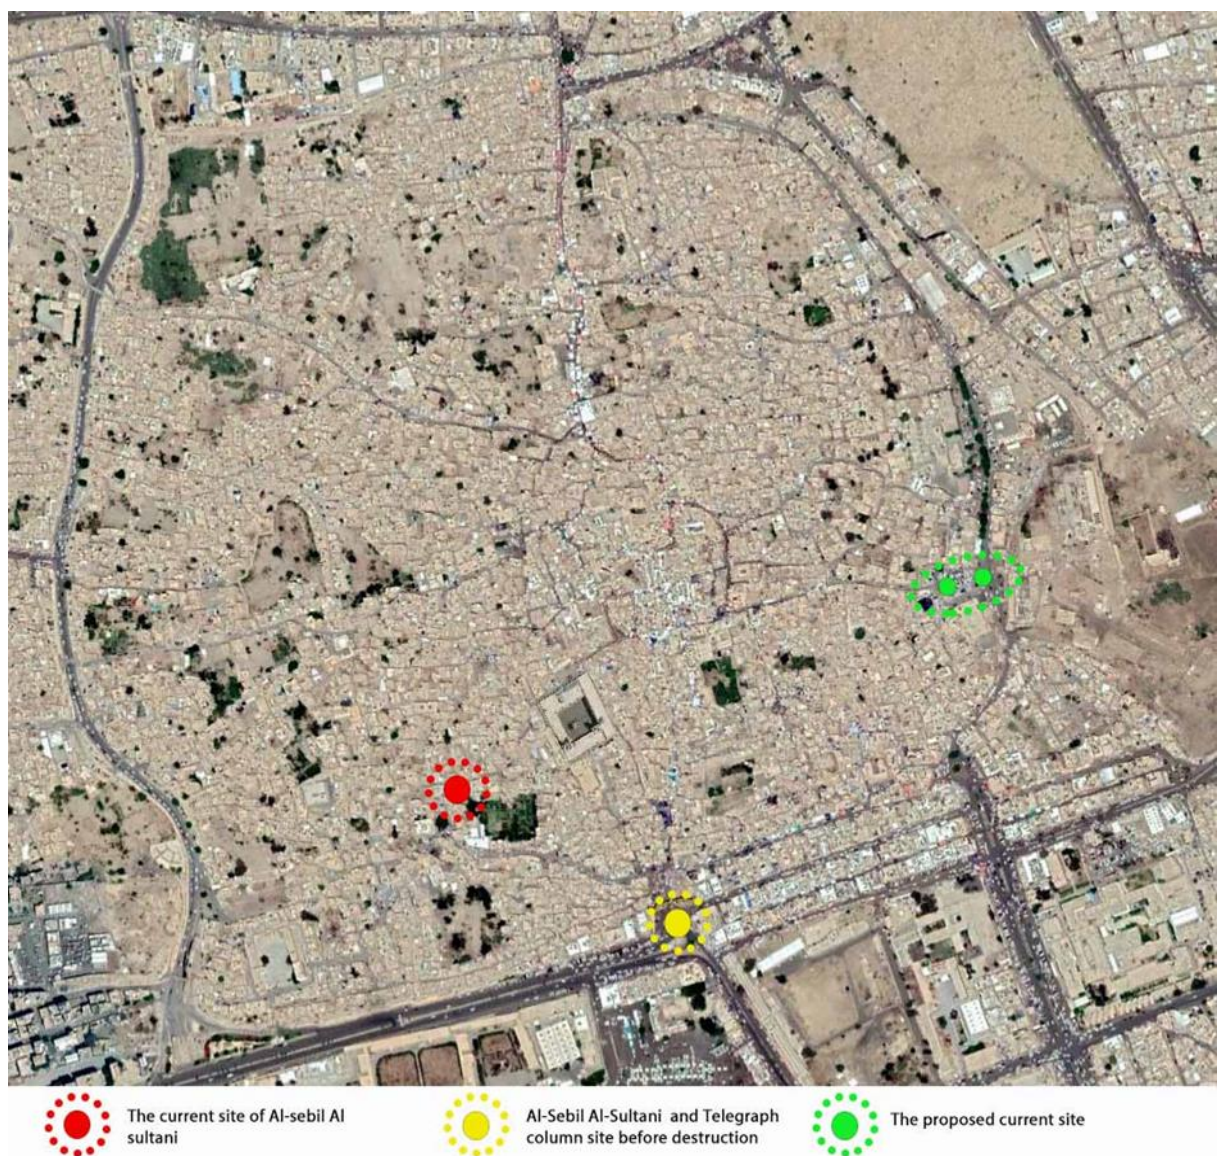 The current site of Al-sebil Al
sultani
Al-Sebil Al-Sultani and Telegraph
column site before destruction
The proposed current site